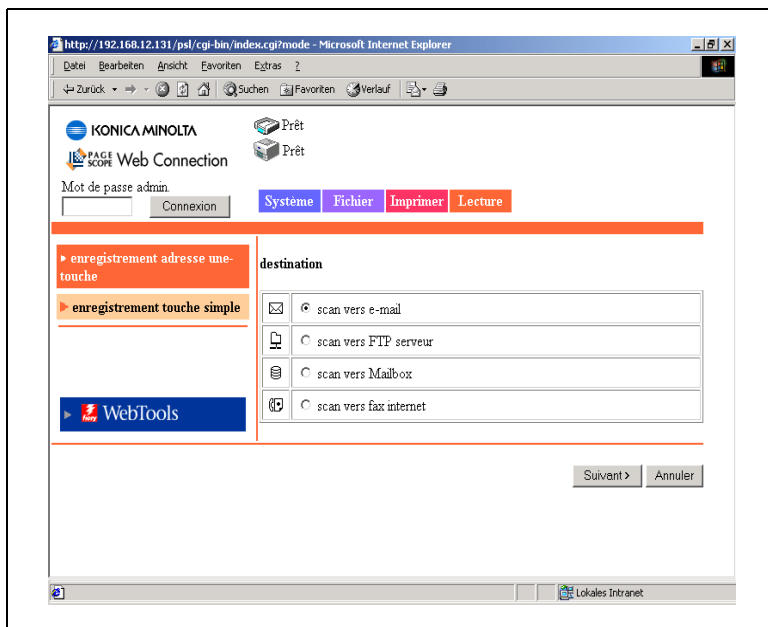 http://192.168.12.131/psl/cgi-bin/index.cgi?mode - Microsoft Internet Explorer
Datei Bearbeiten Ansicht Favoriten Extras ?
Zurück Suchen Favoriten Verlauf
KONICA MINOLTA
Prêt
PAGE SCOPE Web Connection
Prêt
Mot de passe admin.
Connexion
Système Fichier Imprimer Lecture
enregistrement adresse une-
touche
destination
enregistrement touche simple
scan vers e-mail
scan vers FTP serveur
scan vers Mailbox
scan vers fax internet
fiery WebTools
Suivant > Annuler
Lokales Intranet